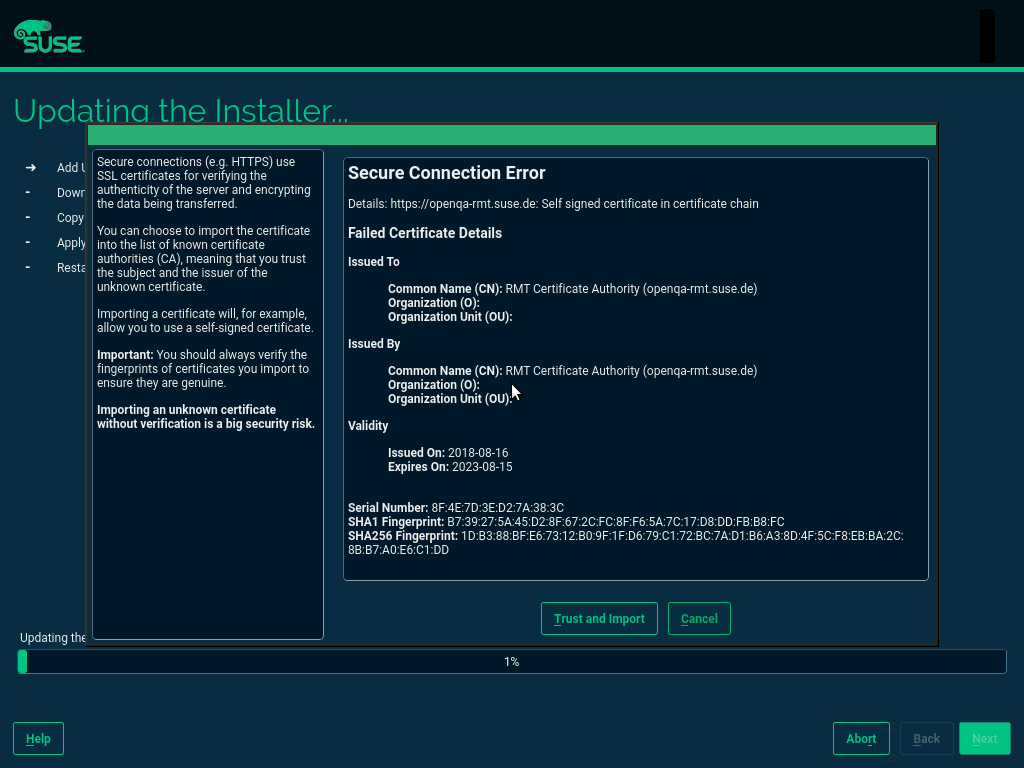 SUSE
Updating the Installer...
Add
Secure connections (e.g. HTTPS) use
SSL certificates for verifying the
authenticity of the server and encrypting
the data being transferred.
You can choose to import the certificate
into the list of known certificate
authorities (CA), meaning that you trust
the subject and the issuer of the
unknown certificate.
Importing a certificate will, for example,
allow you to use a self-signed certificate.
Important: You should always verify the
fingerprints of certificates you import to
ensure they are genuine.
Importing an unknown certificate
without verification is a big security risk.
- Down
- Copy
- Apply
- Resta
Secure Connection Error
Details: https://openqa-rmt.suse.de: Self signed certificate in certificate chain
Failed Certificate Details
Issued To
Common Name (CN): RMT Certificate Authority (openqa-rmt.suse.de)
Organization (O):
Organization Unit (OU):
Issued By
Common Name (CN): RMT Certificate Authority (openqa-rmt.suse.de)
Organization (O):
Organization Unit (OU):
Validity
Issued On: 2018-08-16
Expires On: 2023-08-15
Serial Number: 8F:4E:7D:3E:D2:7A:38:3C
SHA1 Fingerprint: B7:39:27:5A:45:D2:8F:67:2C:FC:8F:F6:5A:7C:17:D8:DD:FB:B8:FC
SHA256 Fingerprint: 1D:B3:88:BF:E6:73:12:B0:9F:1F:D6:79:C1:72:BC:7A:D1:B6:A3:8D:4F:5C:F8:EB:BA:2C:
8B:B7:A0:E6:C1:DD
Trust and Import
Cancel
Updating the
1%
Help
Abort
Back
Next